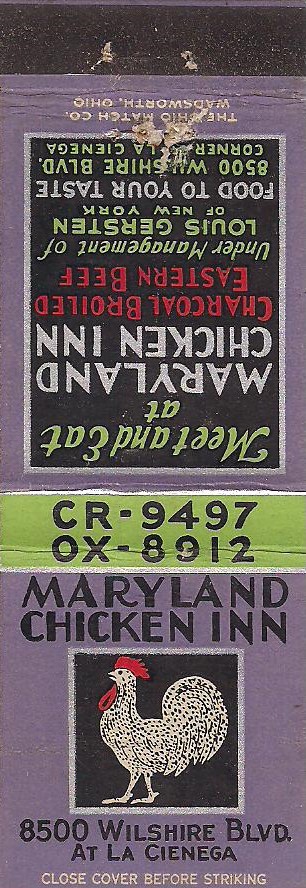 Meet and Eat
at
MARYLAND
CHICKEN INN
CHARCOAL BROILED
EASTERN BEEF
Under Management of
LOUIS GERSTEN
OF NEW YORK
FOOD TO YOUR TASTE
8500 WILSHIRE BLVD.
CORNER LA CIENEGA
THE OHIO MATCH CO.
WADSWORTH, OHIO
CR-9497
OX-8912
MARYLAND
CHICKEN INN
8500 WILSHIRE BLVD.
AT LA CIENEGA
CLOSE COVER BEFORE STRIKING